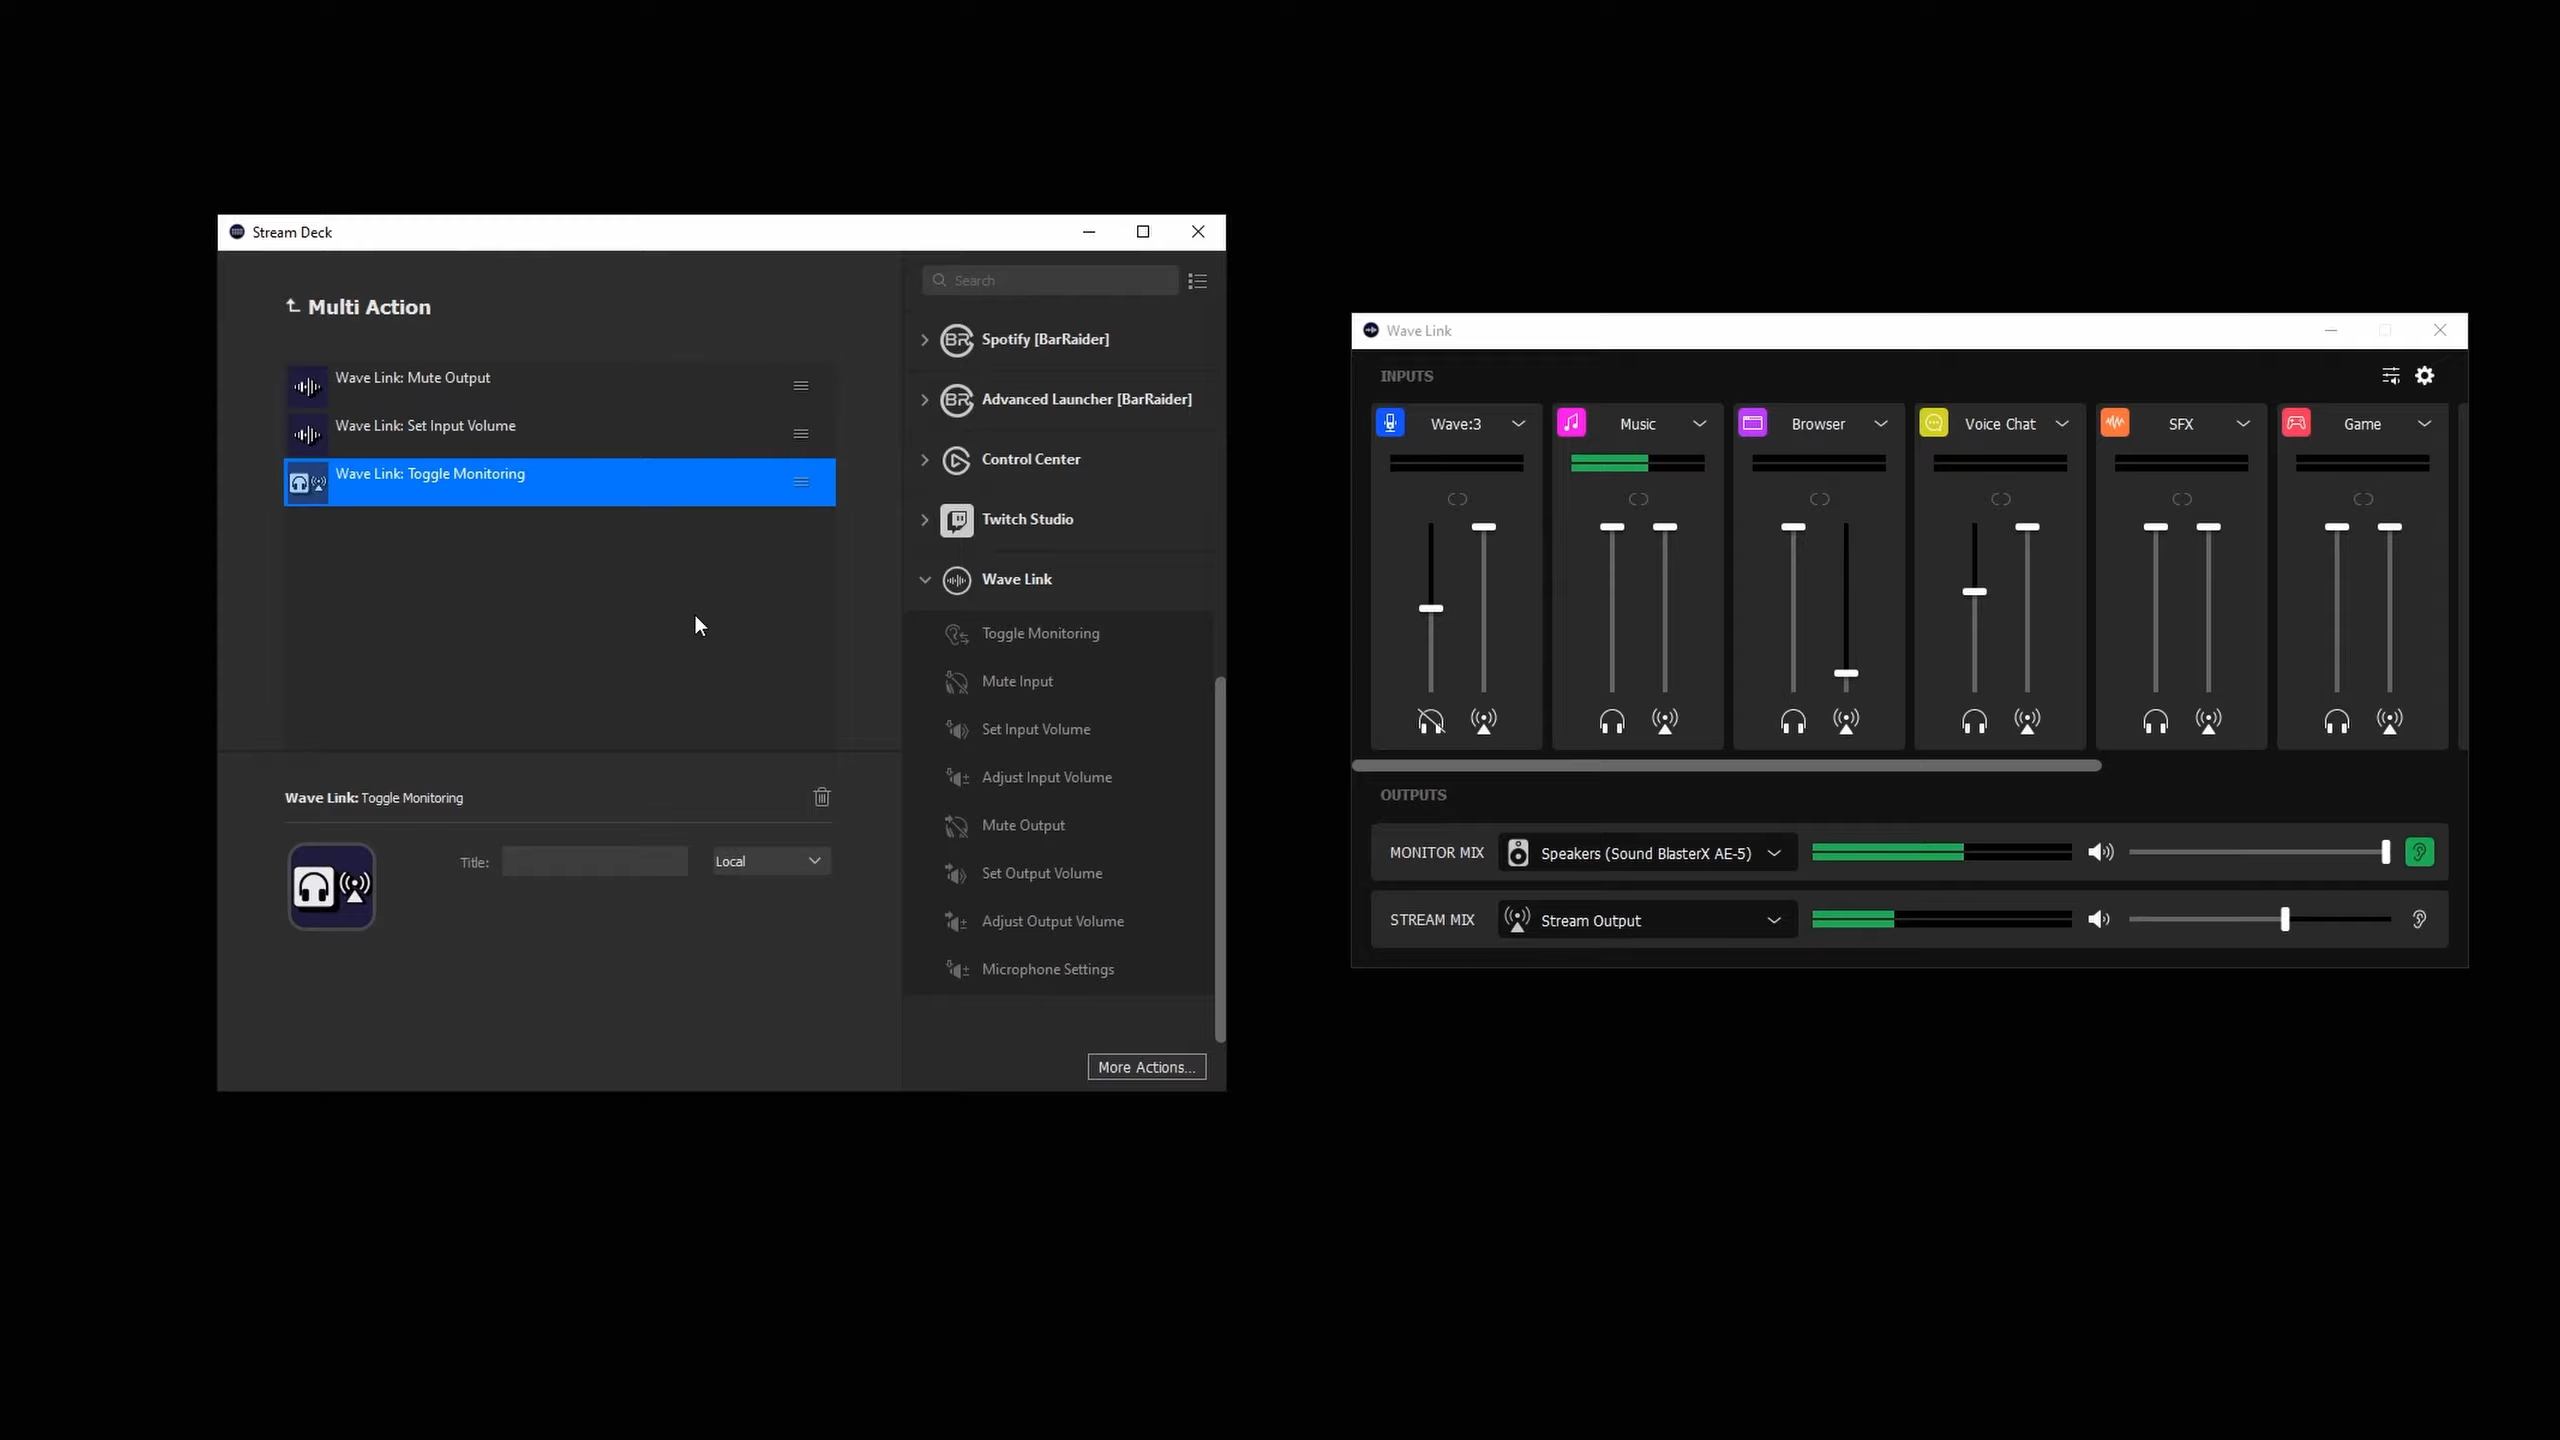 Stream Deck
Multi Action
Wave Link: Mute Output
Wave Link: Set Input Volume
Wave Link: Toggle Monitoring
Wave Link: Toggle Monitoring
Title:
Local
Search
BR Spotify [BarRaider]
BR Advanced Launcher [BarRaider]
Control Center
Twitch Studio
Wave Link
Toggle Monitoring
Mute Input
Set Input Volume
Adjust Input Volume
Mute Output
Set Output Volume
Adjust Output Volume
Microphone Settings
More Actions...
Wave Link
INPUTS
Wave:3
Music
Browser
Voice Chat
SFX
Game
OUTPUTS
MONITOR MIX Speakers (Sound BlasterX AE-5)
STREAM MIX Stream Output